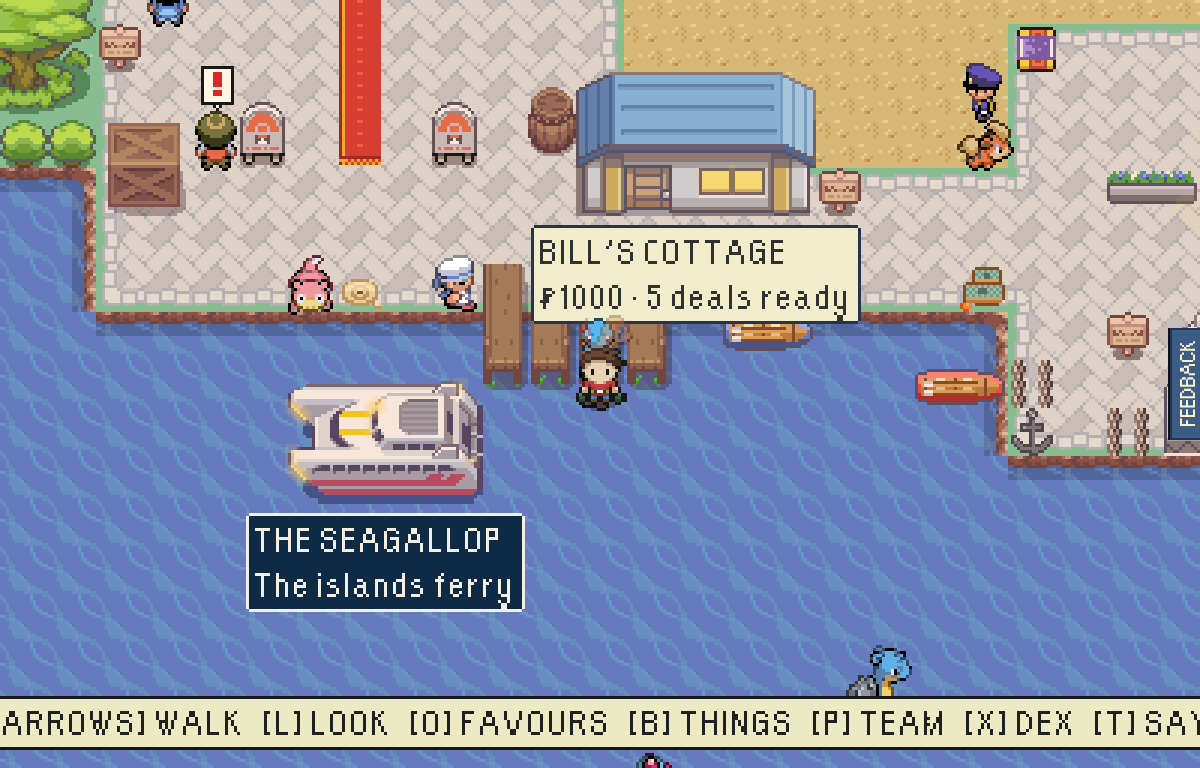 !
BILL'S COTTAGE
₽1000 · 5 deals ready
FEEDBACK
THE SEAGALLOP
The islands ferry
ARROWS] WALK [L] LOOK [O] FAVOURS [B] THINGS [P] TEAM [X] DEX [T] SAY